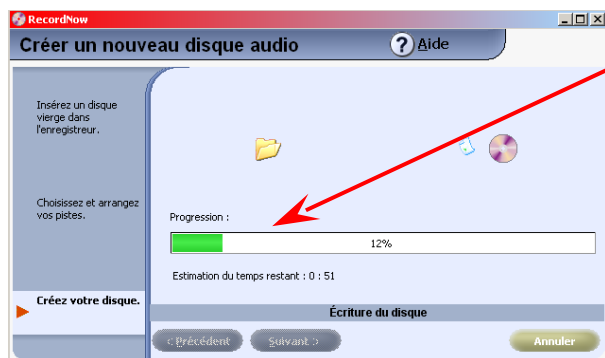 RecordNow
Créer un nouveau disque audio
? Aide
Insérez un disque
vierge dans
l'enregistreur.
Choisissez et arrangez
vos pistes.
Progression :
12%
Estimation du temps restant : 0 : 51
Créez votre disque.
Écriture du disque
< Précédent
Suivant >
Annuler